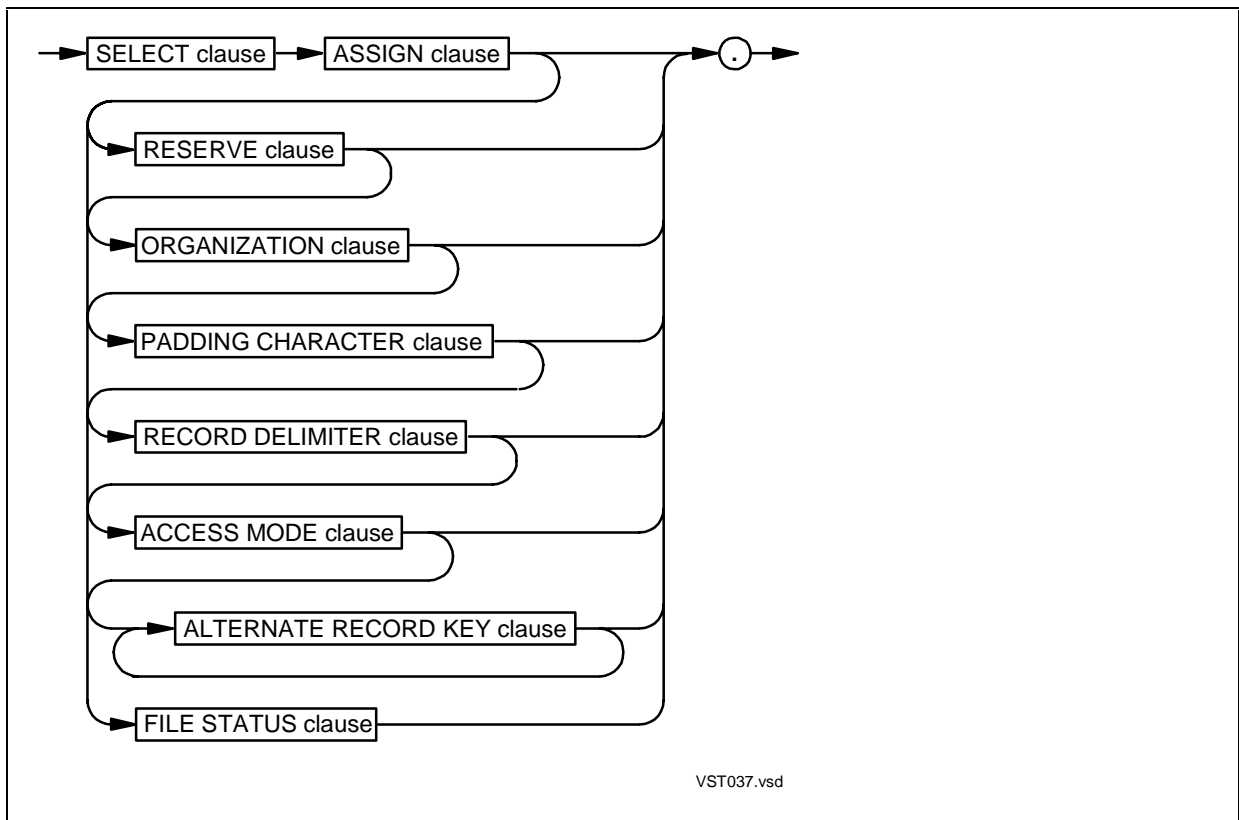 SELECT clause ASSIGN clause .
RESERVE clause
ORGANIZATION clause
PADDING CHARACTER clause
RECORD DELIMITER clause
ACCESS MODE clause
ALTERNATE RECORD KEY clause
FILE STATUS clause
VST037.vsd